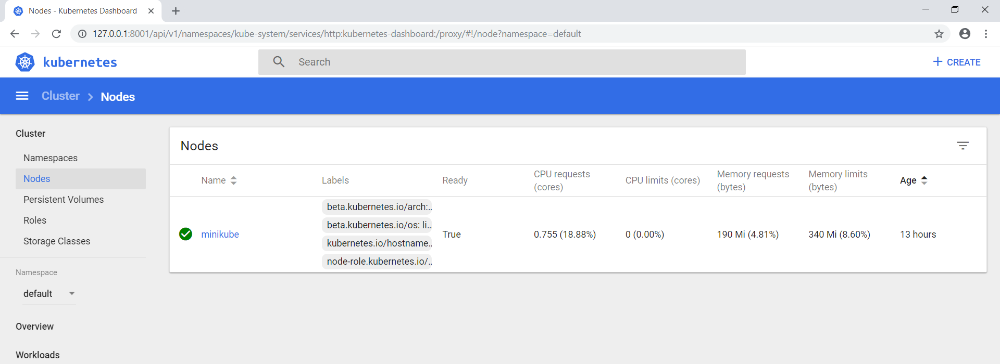 Nodes - Kubernetes Dashboard
127.0.0.1:8001/api/v1/namespaces/kube-system/services/http:kubernetes-dashboard:/proxy/#!/node?namespace=default
kubernetes
Search
+ CREATE
Cluster > Nodes
Cluster
Namespaces
Nodes
Persistent Volumes
Roles
Storage Classes
Namespace
default
Overview
Workloads
Nodes
Name
Labels
Ready
CPU requests
(cores)
CPU limits (cores)
Memory requests
(bytes)
Memory limits
(bytes)
Age
minikube
beta.kubernetes.io/arch:..
beta.kubernetes.io/os: li..
kubernetes.io/hostname..
node-role.kubernetes.io/..
True
0.755 (18.88%)
0 (0.00%)
190 Mi (4.81%)
340 Mi (8.60%)
13 hours